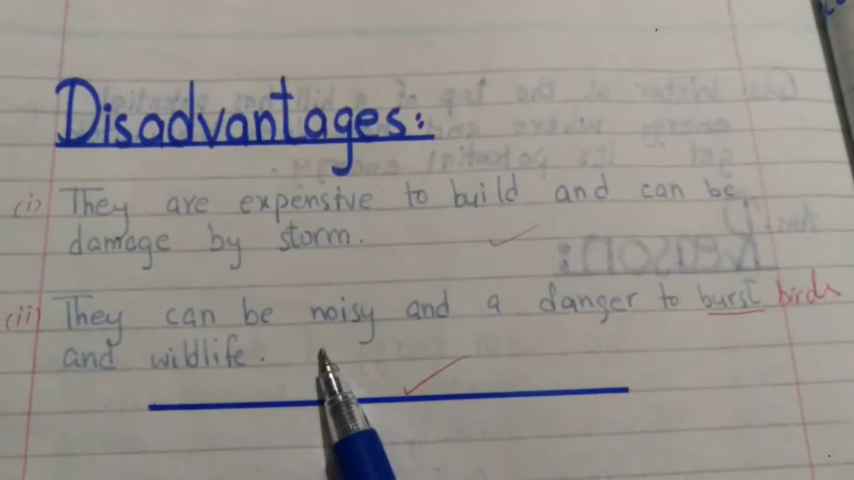 Disadvantages:
(i) They are expensive to build and can be
damage by storm.
(ii) They can be noisy and a danger to burst birds
and wildlife.